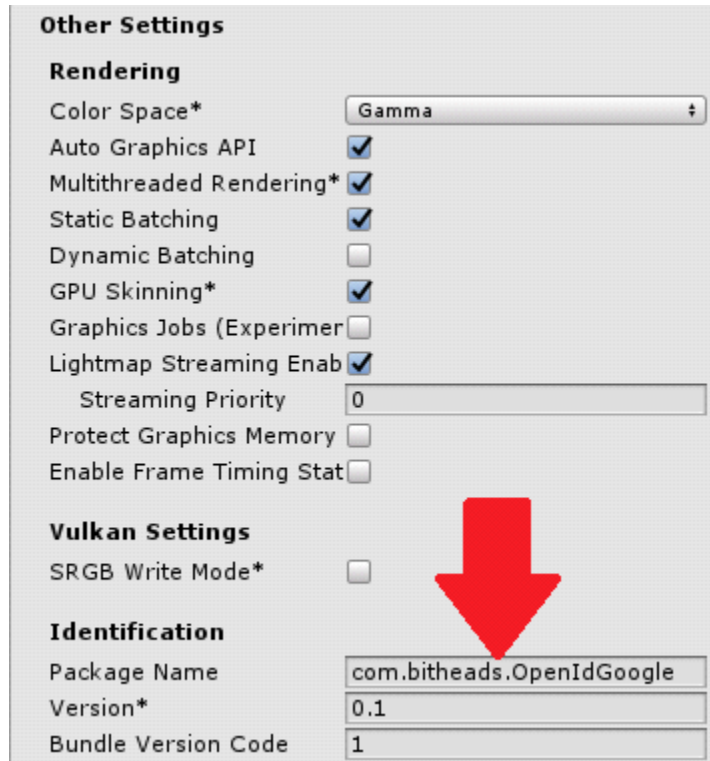 Other Settings
Rendering
Color Space* Gamma
Auto Graphics API
Multithreaded Rendering*
Static Batching
Dynamic Batching
GPU Skinning*
Graphics Jobs (Experimer
Lightmap Streaming Enab
Streaming Priority 0
Protect Graphics Memory
Enable Frame Timing Stat
Vulkan Settings
SRGB Write Mode*
Identification
Package Name com.bitheads.OpenIdGoogle
Version* 0.1
Bundle Version Code 1